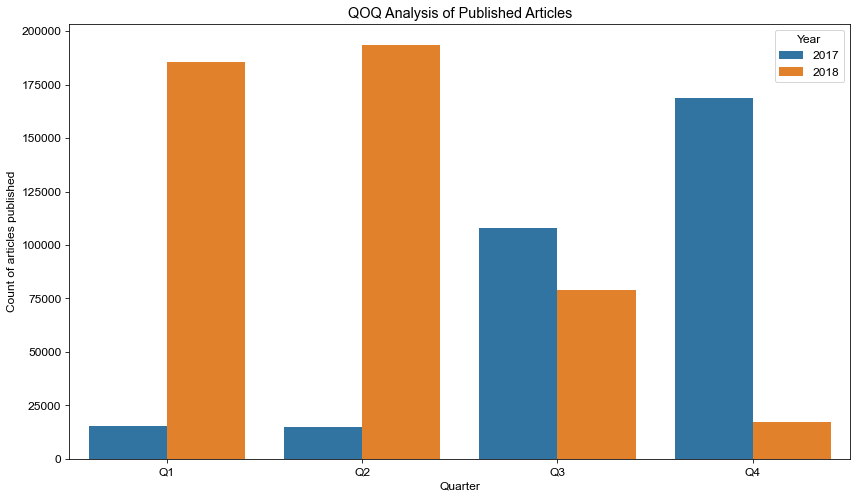 QOQ Analysis of Published Articles
Year
2017
2018
200000
175000
150000
125000
100000
75000
50000
25000
0
Count of articles published
Q1 Q2 Q3 Q4
Quarter